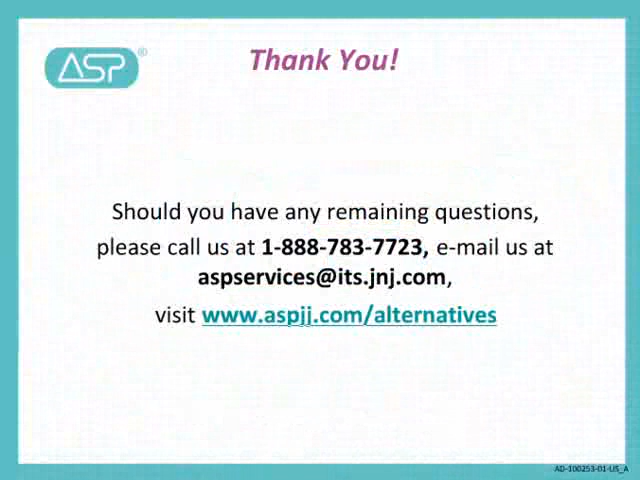 ASP®
Thank You!
Should you have any remaining questions,
please call us at 1-888-783-7723, e-mail us at
aspservices@its.jnj.com,
visit www.aspjj.com/alternatives
AD-100253-01-US_A